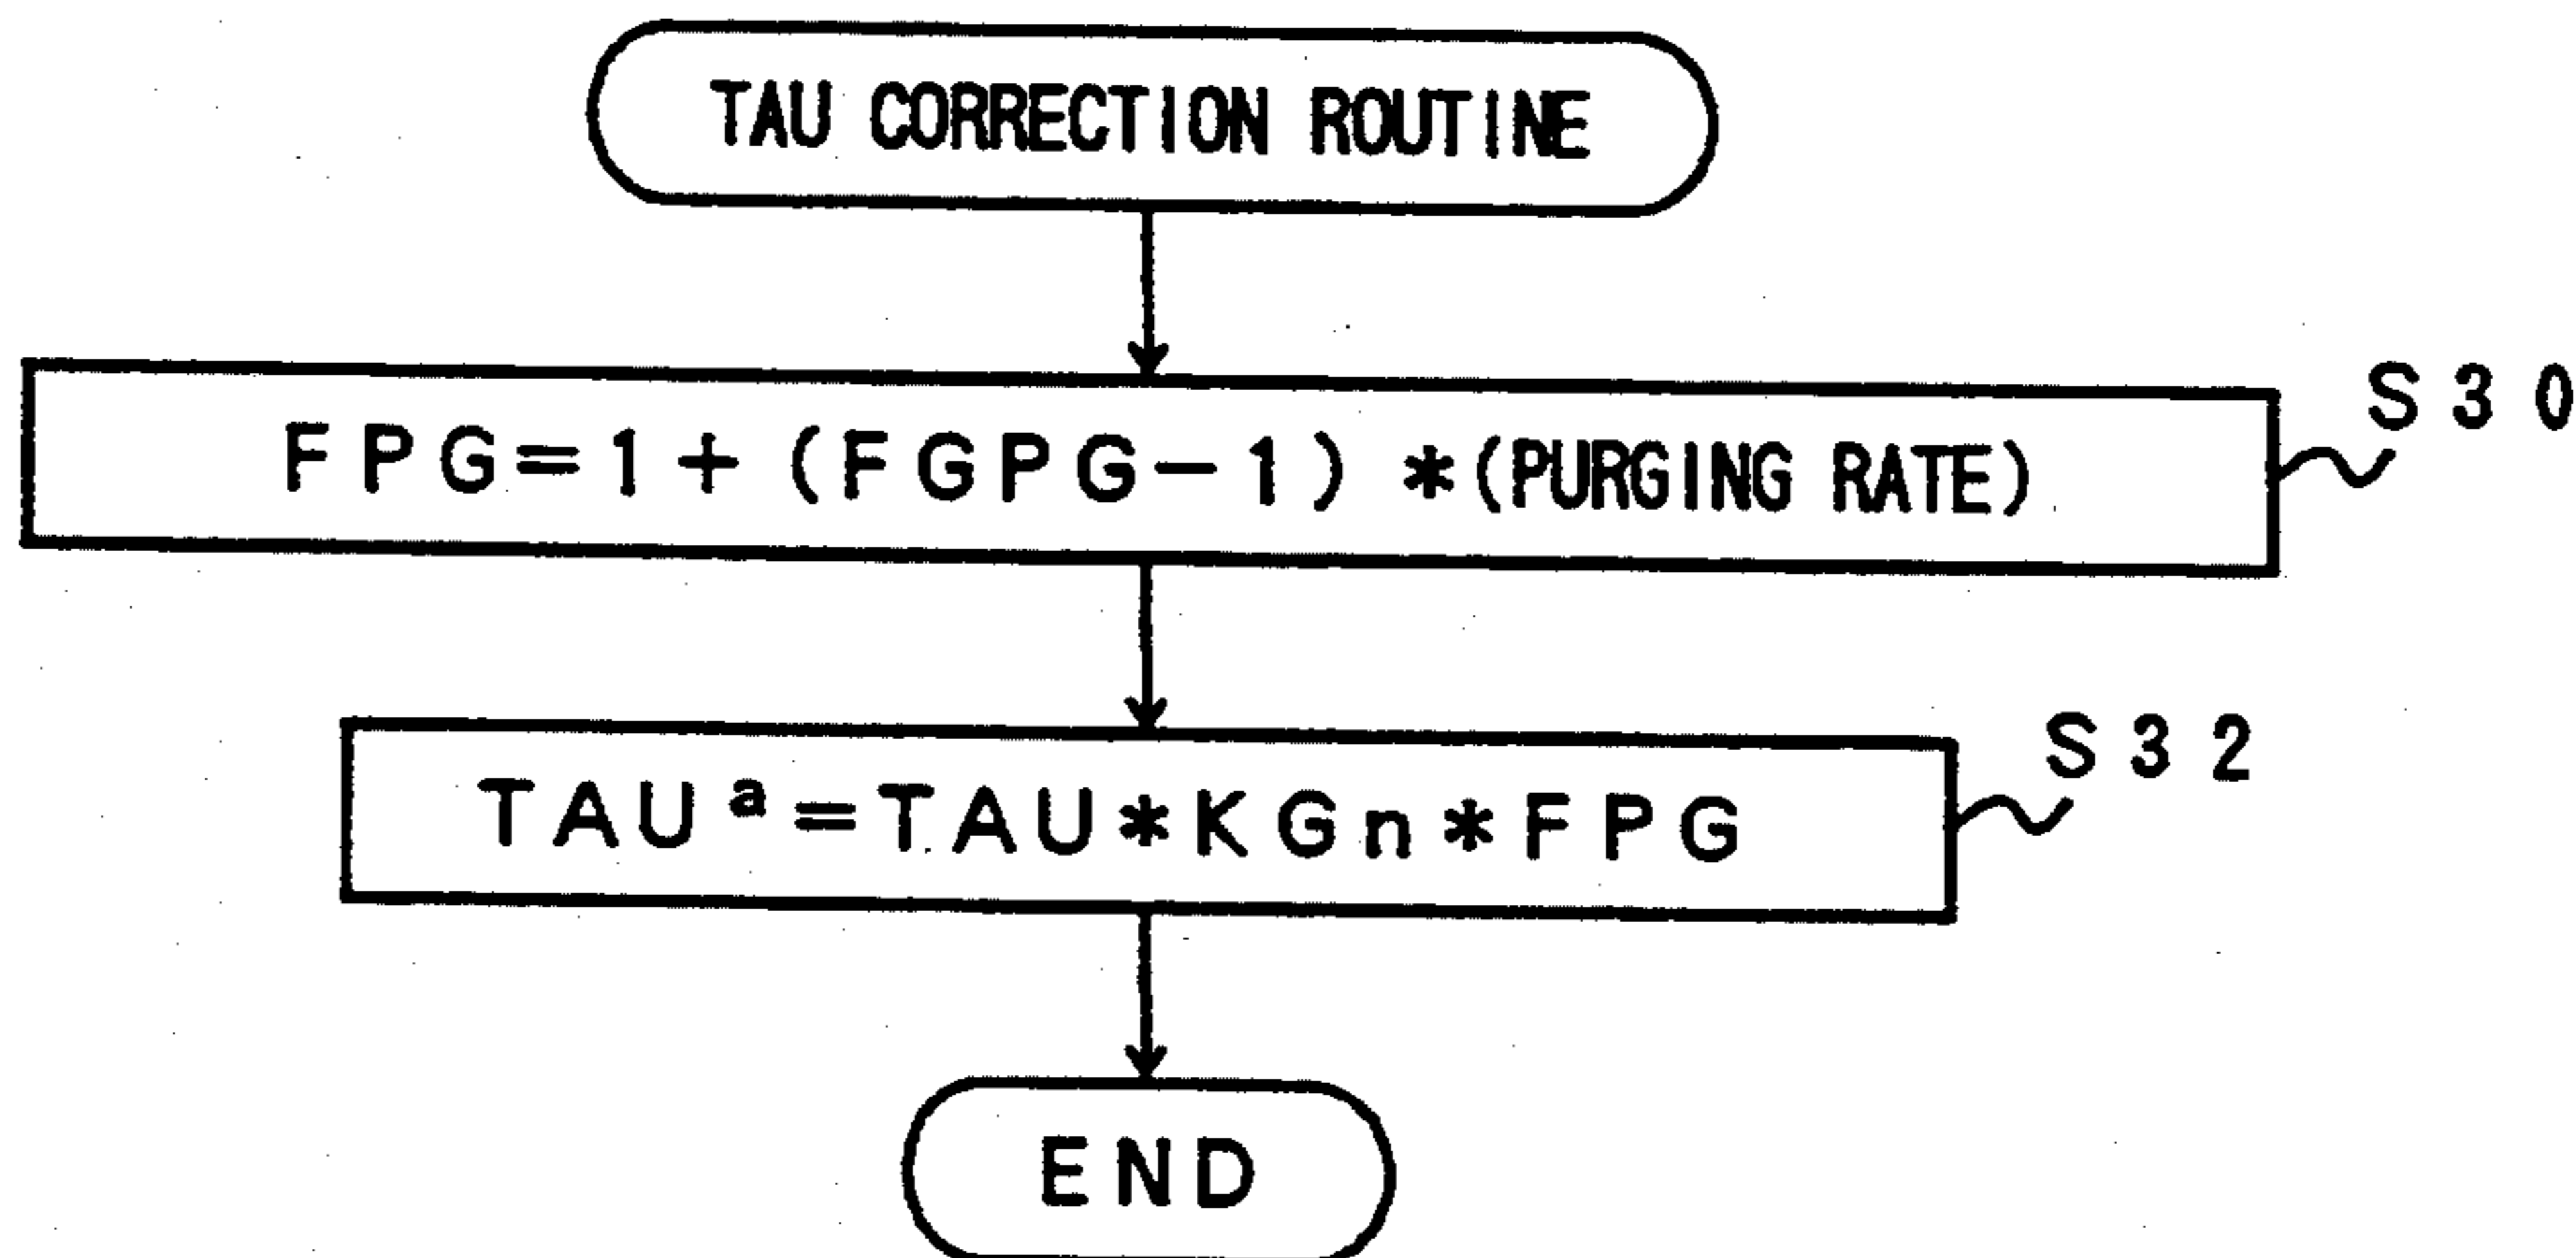 TAU CORRECTION ROUTINE
FPG=1+(FGPG-1)*(PURGING RATE)
S30
TAUᵃ=TAU*KGn*FPG
S32
END